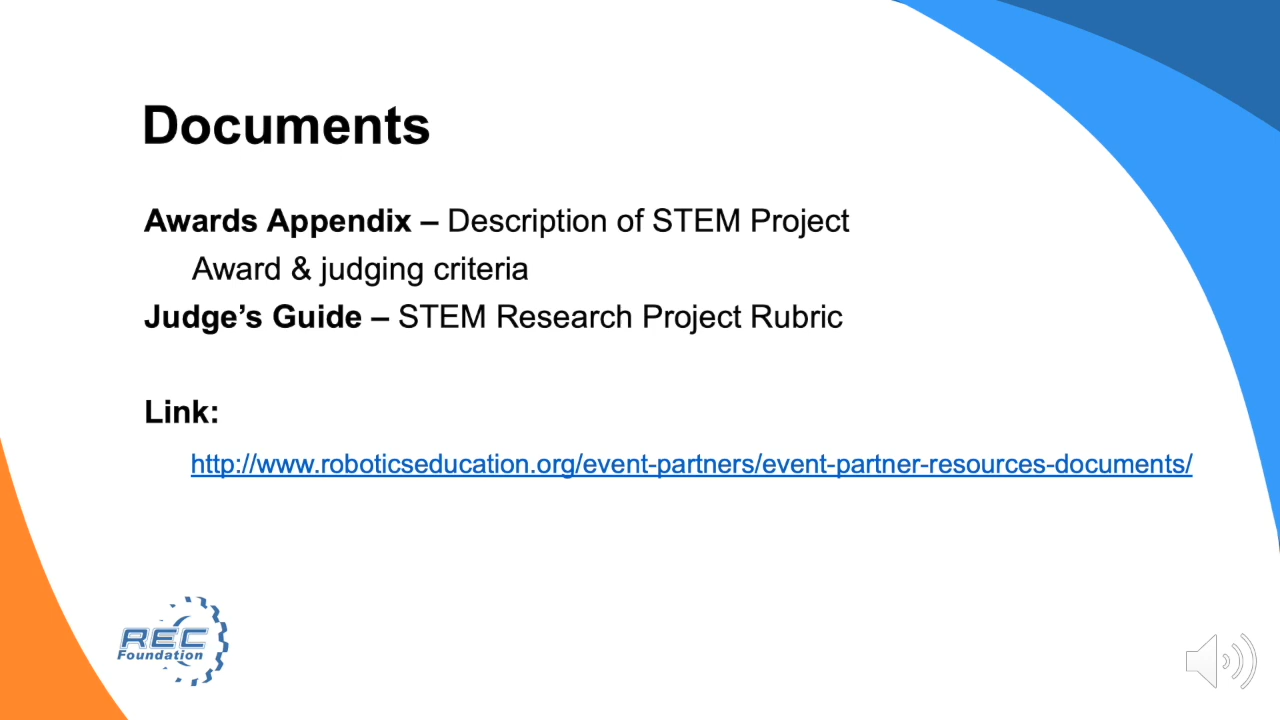 Documents
Awards Appendix – Description of STEM Project
Award & judging criteria
Judge’s Guide – STEM Research Project Rubric
Link:
http://www.roboticseducation.org/event-partners/event-partner-resources-documents/
REC
Foundation